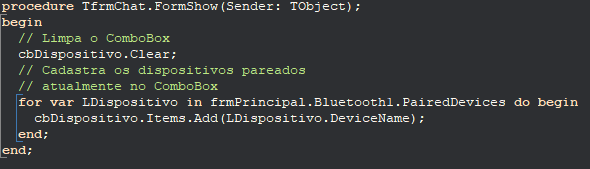 procedure TfrmChat.FormShow(Sender: TObject);
begin
// Limpa o ComboBox
cbDispositivo.Clear;
// Cadastra os dispositivos pareados
// atualmente no ComboBox
for var LDispositivo in frmPrincipal.Bluetooth1.PairedDevices do begin
cbDispositivo.Items.Add(LDispositivo.DeviceName);
end;
end;